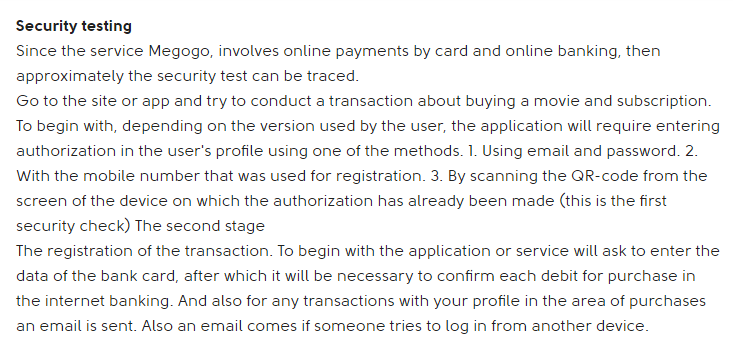 Security testing
Since the service Megogo, involves online payments by card and online banking, then
approximately the security test can be traced.
Go to the site or app and try to conduct a transaction about buying a movie and subscription.
To begin with, depending on the version used by the user, the application will require entering
authorization in the user's profile using one of the methods. 1. Using email and password. 2.
With the mobile number that was used for registration. 3. By scanning the QR-code from the
screen of the device on which the authorization has already been made (this is the first
security check) The second stage
The registration of the transaction. To begin with the application or service will ask to enter the
data of the bank card, after which it will be necessary to confirm each debit for purchase in
the internet banking. And also for any transactions with your profile in the area of purchases
an email is sent. Also an email comes if someone tries to log in from another device.